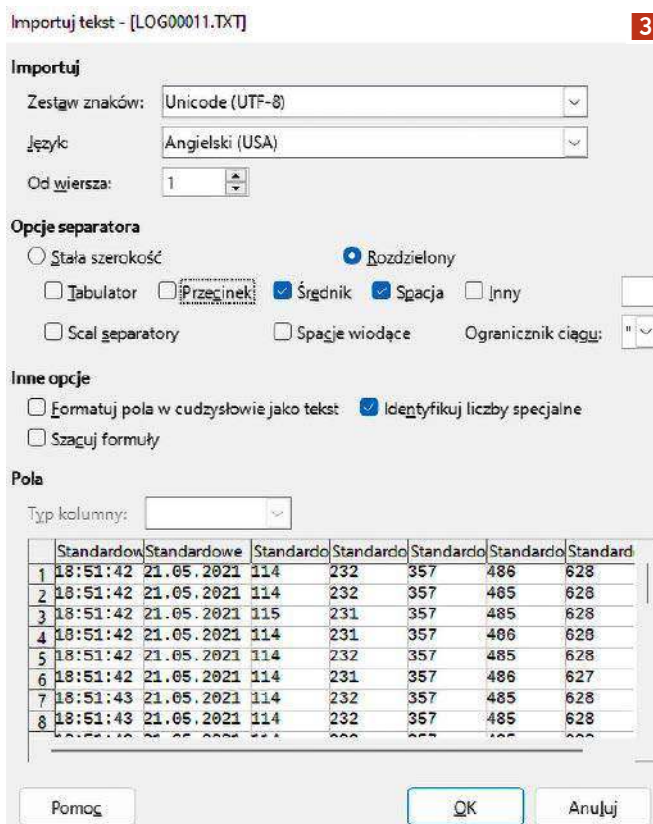 Importuj tekst - [LOG00011.TXT]
3
Importuj
Zestaw znaków: Unicode (UTF-8)
Język: Angielski (USA)
Od wiersza: 1
Opcje separatora
Stała szerokość Rozdzielony
Tabulator Przecinek Średnik Spacja Inny
Scal separatory Spacje wiodące Ogranicznik ciągu: "
Inne opcje
Formatuj pola w cudzysłowie jako tekst Identyfikuj liczby specjalne
Szacuj formuły
Pola
Typ kolumny:
Standardow Standardowe Standardo Standardo Standardo Standardo Standard
1 18:51:42 21.05.2021 114 232 357 486 628
2 18:51:42 21.05.2021 114 232 357 485 628
3 18:51:42 21.05.2021 115 231 357 485 628
4 18:51:42 21.05.2021 114 231 357 486 628
5 18:51:42 21.05.2021 114 232 357 485 628
6 18:51:42 21.05.2021 114 231 357 486 627
7 18:51:43 21.05.2021 114 232 357 485 628
8 18:51:43 21.05.2021 114 232 357 485 628
Pomoc OK Anuluj